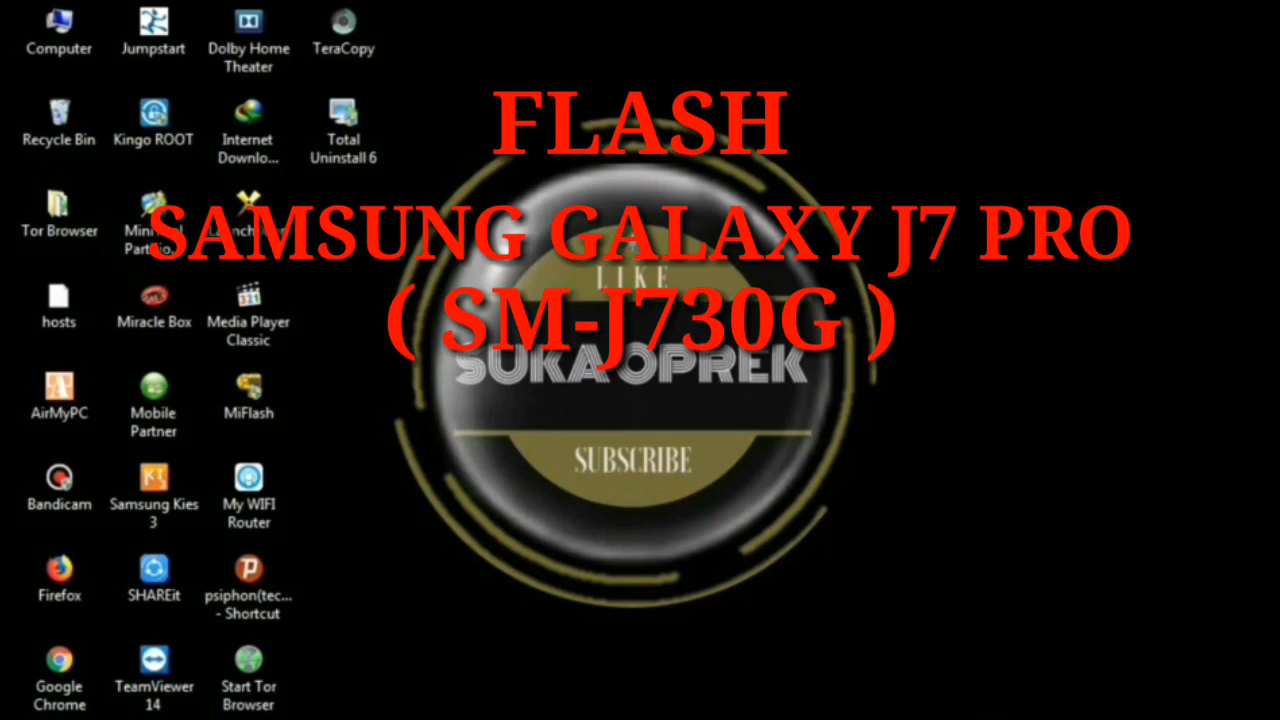 Computer
Jumpstart
Dolby Home
Theater
TeraCopy
Recycle Bin
Kingo ROOT
Internet
Downlo...
Total
Uninstall 6
FLASH
SAMSUNG GALAXY J7 PRO
( SM-J730G )
Tor Browser
hosts
Miracle Box
Media Player
Classic
AirMyPC
Mobile
Partner
MiFlash
Bandicam
Samsung Kies
3
My WIFI
Router
Firefox
SHAREit
psiphon(tec...
- Shortcut
Google
Chrome
TeamViewer
14
Start Tor
Browser
LIKE
SUKA OPREK
SUBSCRIBE